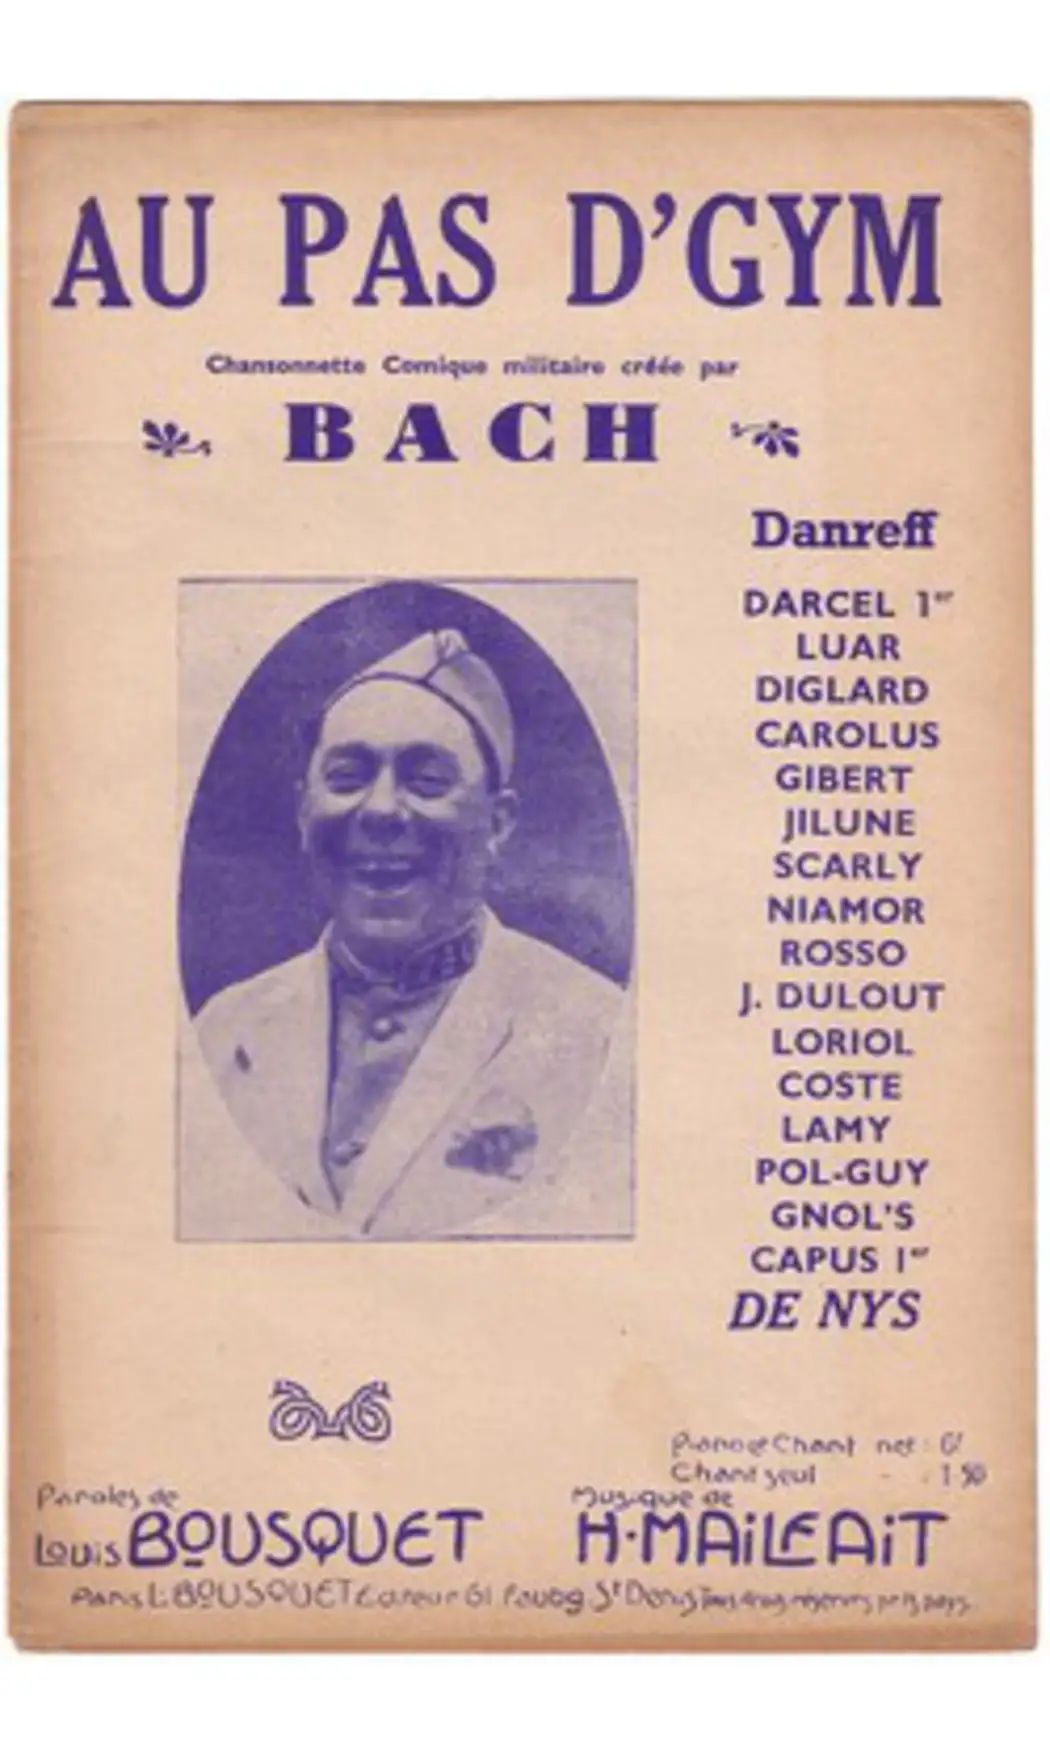 AU PAS D'GYM
Chansonnette Comique militaire créée par
BACH
Danreff
DARCEL 1er
LUAR
DIGLARD
CAROLUS
GIBERT
JILUNE
SCARLY
NIAMOR
ROSSO
J. DULOUT
LORIOL
COSTE
LAMY
POL-GUY
GNOL'S
CAPUS 1er
DE NYS
Piano et Chant net : 6f
Chant seul - . 1 50
Paroles de
Louis BOUSQUET
Musique de
H. MAILFAIT
Paris L. BOUSQUET Editeur 61 Faubg St Denis Tous droits réservés pr ts pays